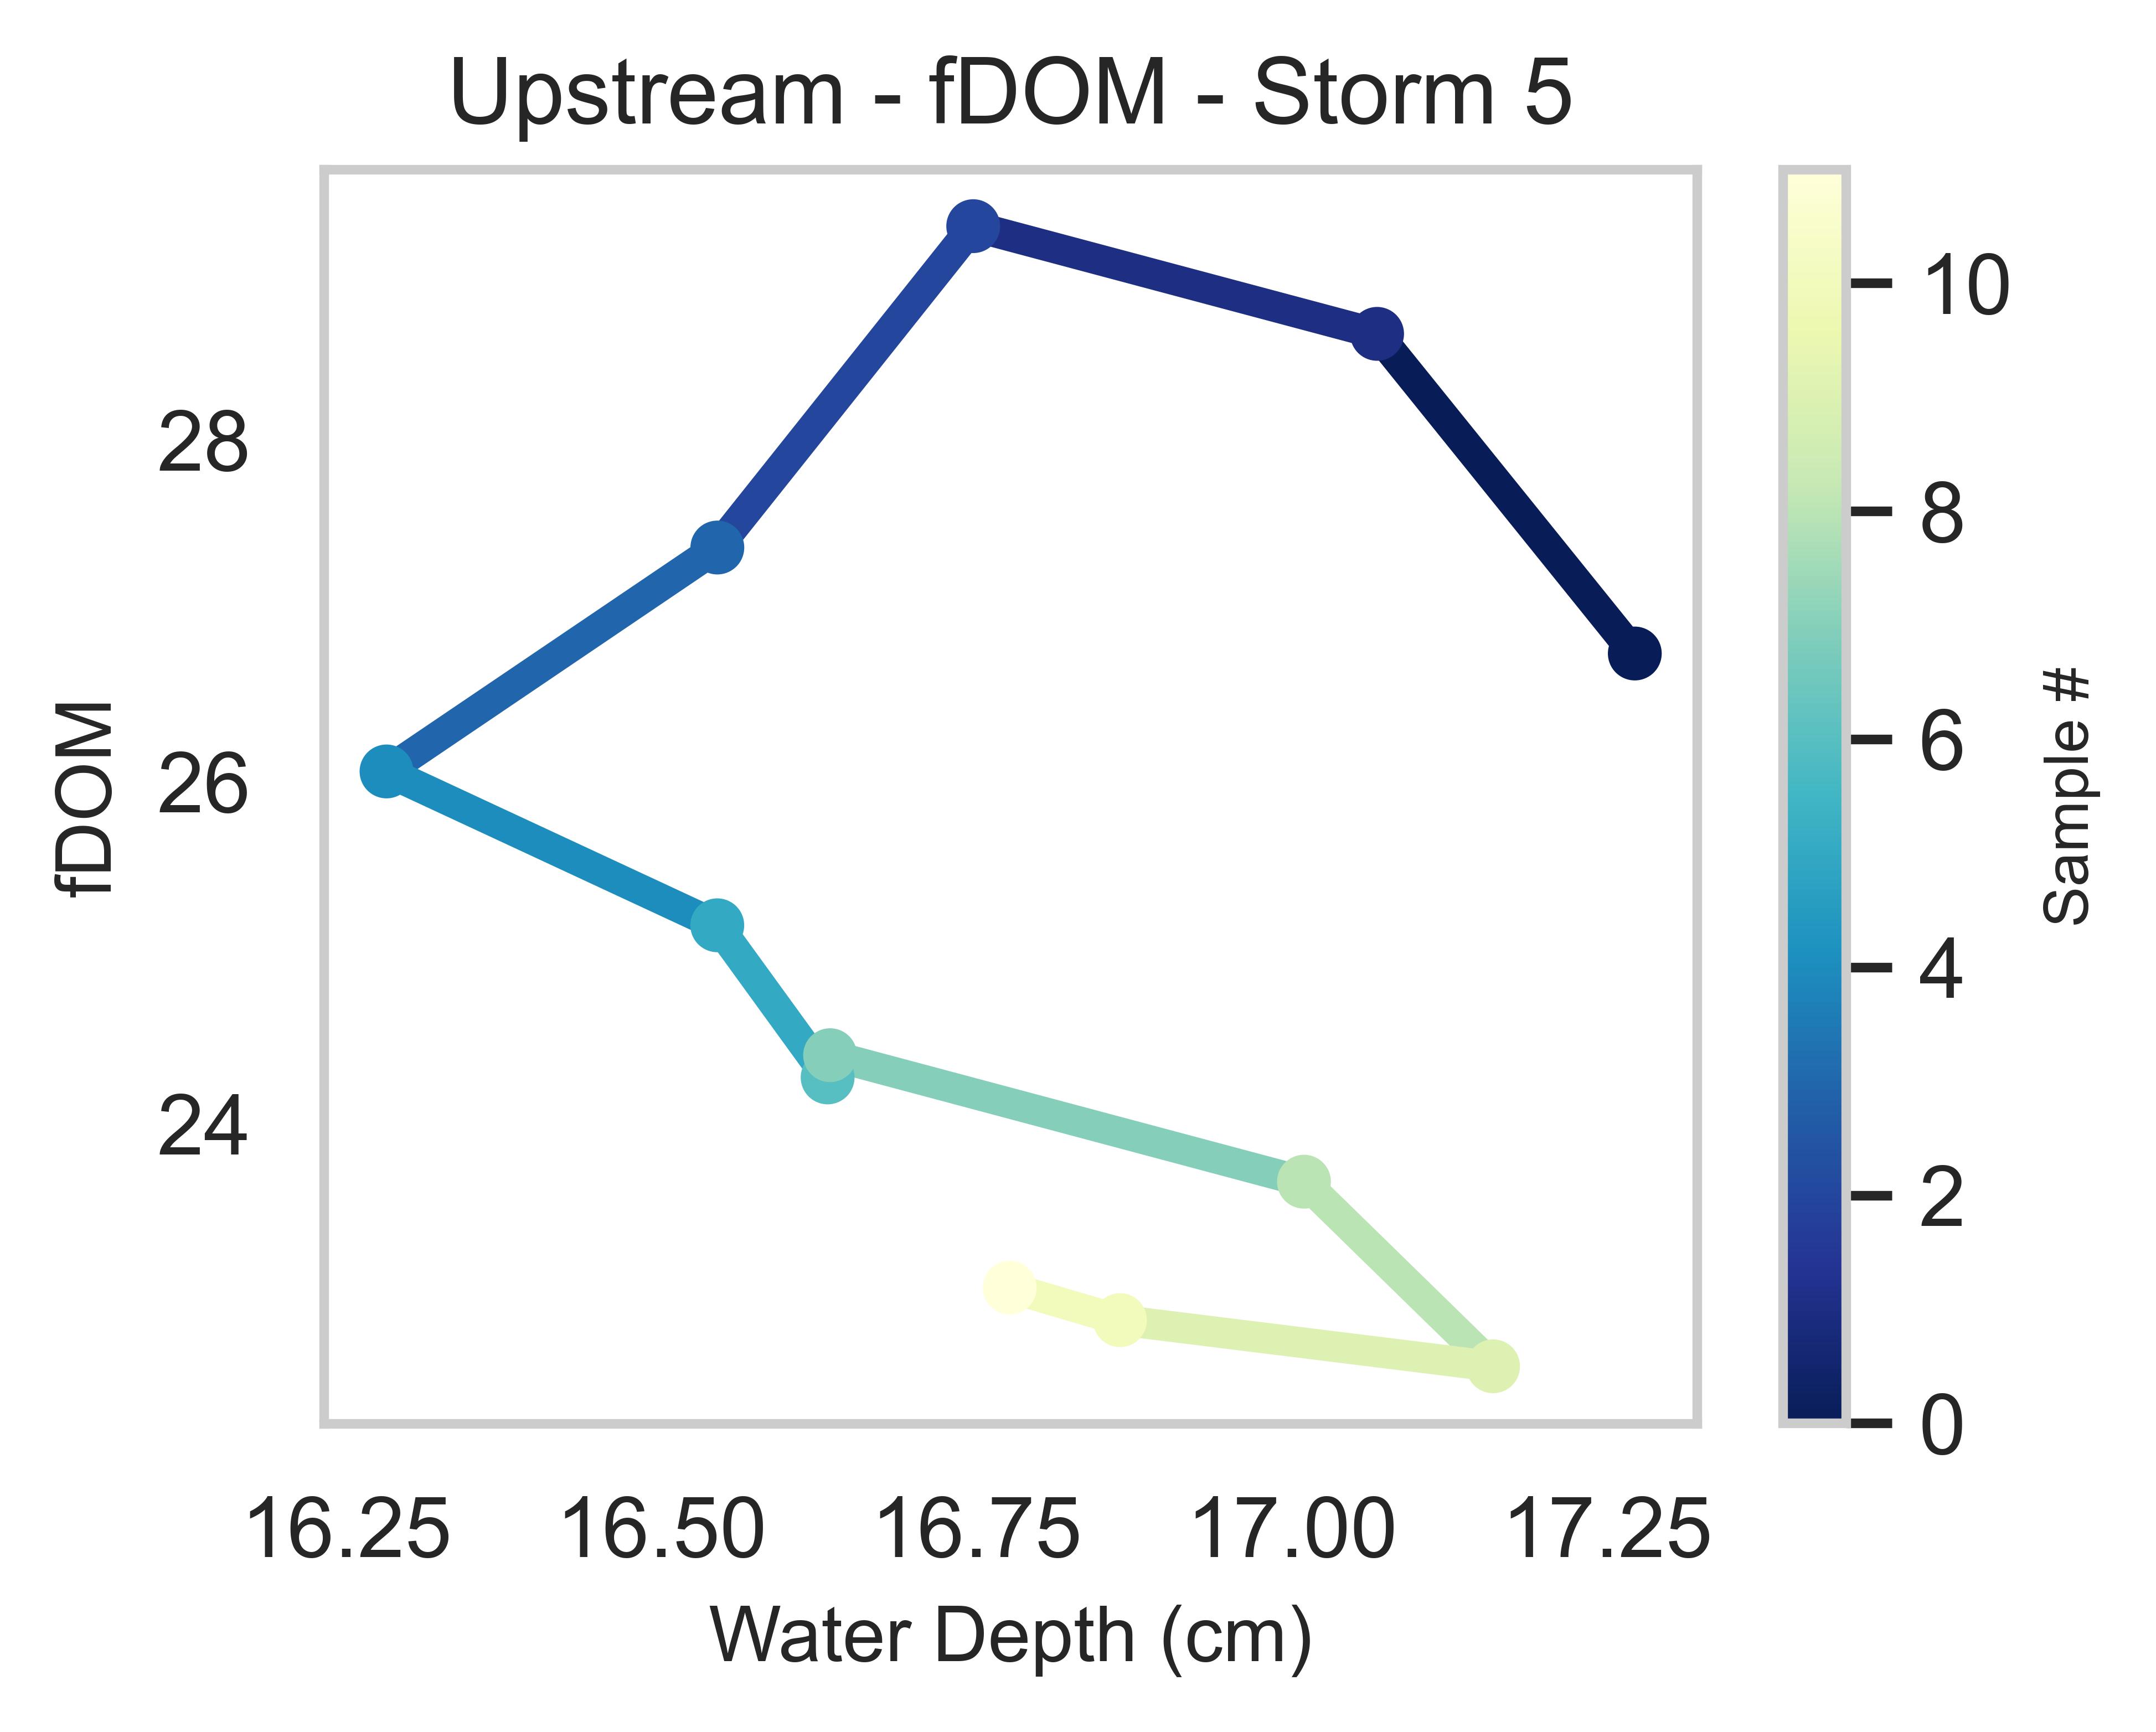 Upstream - fDOM - Storm 5
28
26
24
fDOM
16.25 16.50 16.75 17.00 17.25
Water Depth (cm)
10
8
6
4
2
0
Sample #